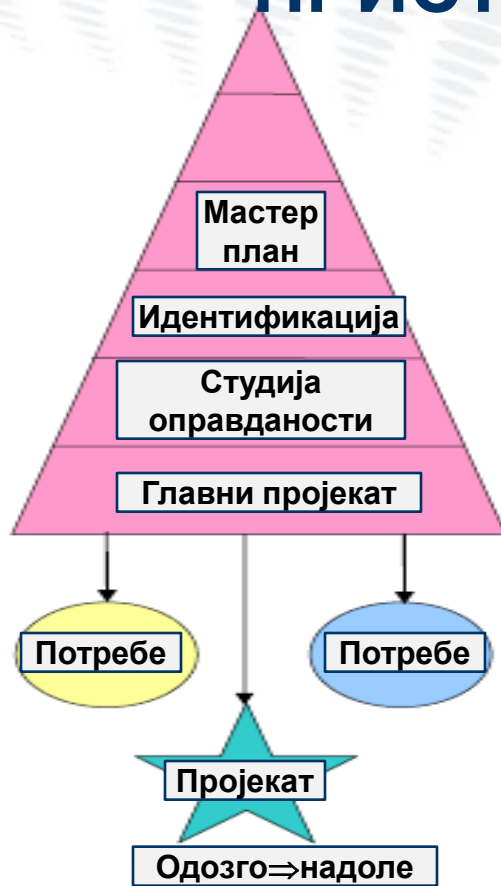 Мастер
план
Идентификација
Студија
оправданости
Главни пројекат
Потребе
Потребе
Пројекат
Одозго⇒надоле